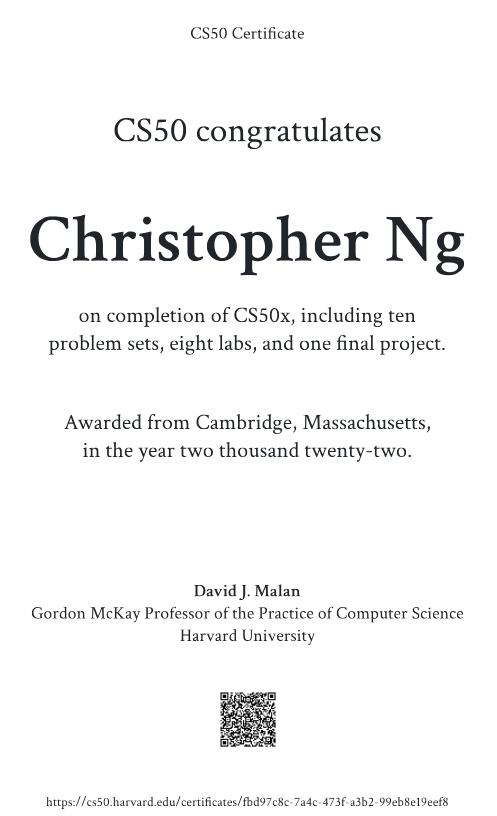 CS50 Certificate
CS50 congratulates
Christopher Ng
on completion of CS50x, including ten
problem sets, eight labs, and one final project.
Awarded from Cambridge, Massachusetts,
in the year two thousand twenty-two.
David J. Malan
Gordon McKay Professor of the Practice of Computer Science
Harvard University
https://cs50.harvard.edu/certificates/fbd97c8c-7a4c-473f-a3b2-99eb8e19eef8